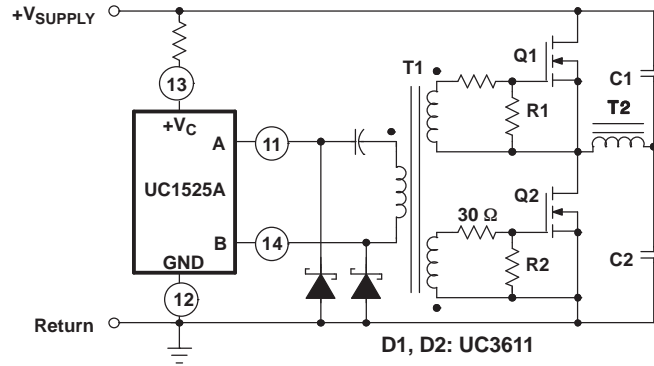 +VSUPPLY
Q1
T1
C1
13
R1
T2
+VC
A
11
UC1525A
Q2
30 Ω
B
14
C2
GND
R2
12
Return
D1, D2: UC3611